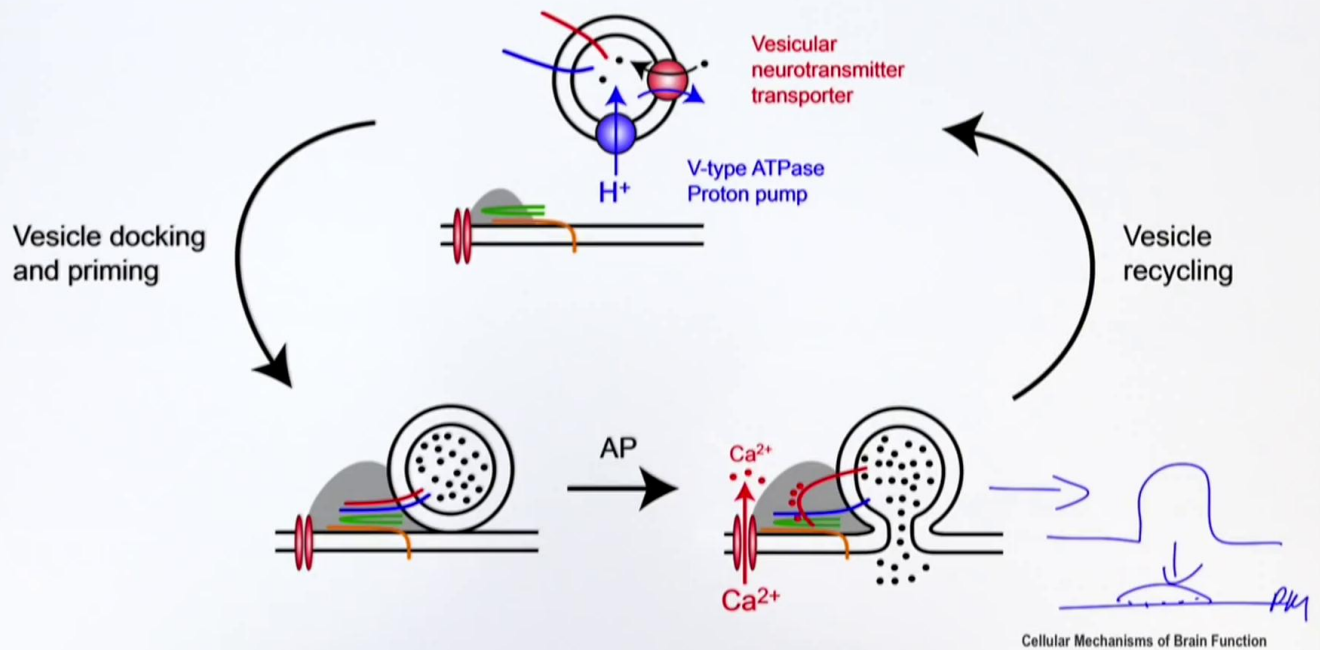 Vesicular
neurotransmitter
transporter
V-type ATPase
Proton pump
H+
Vesicle docking
and priming
Vesicle
recycling
AP
Ca2+
Ca2+
PM
Cellular Mechanisms of Brain Function